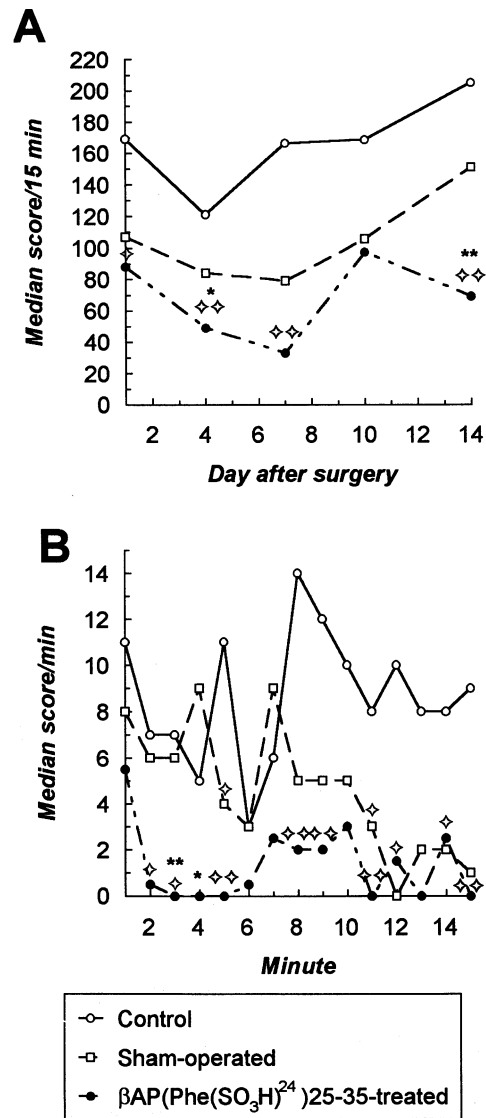 A
220
200
180
160
140
120
100
80
60
40
20
0
Median score/15 min
*
**
2 4 6 8 10 12 14
Day after surgery
B
14
12
10
8
6
4
2
0
Median score/min
**
*
2 4 6 8 10 12 14
Minute
Control
Sham-operated
βAP(Phe(SO₃H)²⁴)25-35-treated